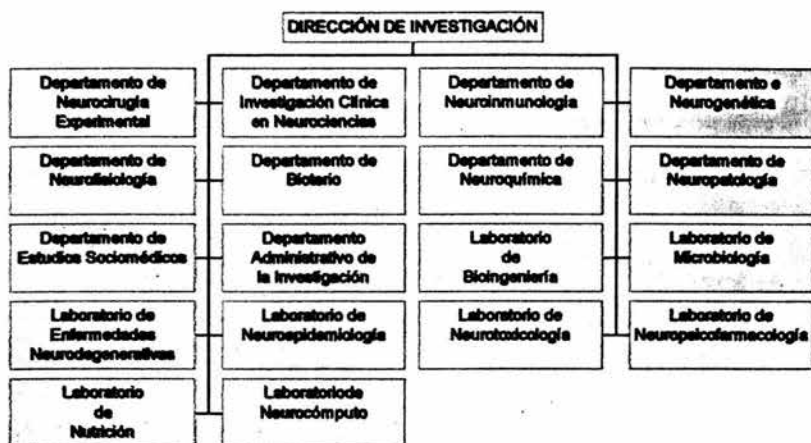 DIRECCIÓN DE INVESTIGACIÓN
Departamento de
Neurocirugía
Experimental
Departamento de
Investigación Clínica
en Neurociencias
Departamento de
Neuroinmunología
Departamento e
Neurogenética
Departamento de
Neurofisiología
Departamento de
Bioterio
Departamento de
Neuroquímica
Departamento de
Neuropatología
Departamento de
Estudios Sociomédicos
Departamento
Administrativo de
la Investigación
Laboratorio
de
Bioingeniería
Laboratorio de
Microbiología
Laboratorio de
Enfermedades
Neurodegenerativas
Laboratorio de
Neuroepidemiología
Laboratorio de
Neurotoxicología
Laboratorio de
Neuropsicofarmacología
Laboratorio
de
Nutrición
Laboratoriode
Neurocómputo